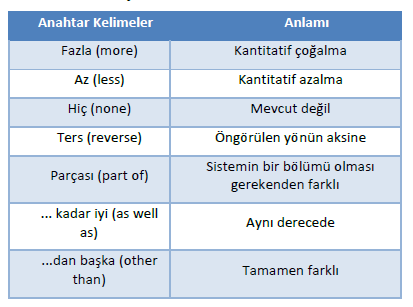 Anahtar Kelimeler Anlamı
Fazla (more) Kantitatif çoğalma
Az (less) Kantitatif azalma
Hiç (none) Mevcut değil
Ters (reverse) Öngörülen yönün aksine
Parçası (part of) Sistemin bir bölümü olması
gerekenden farklı
... kadar iyi (as well
as) Aynı derecede
...dan başka (other
than) Tamamen farklı